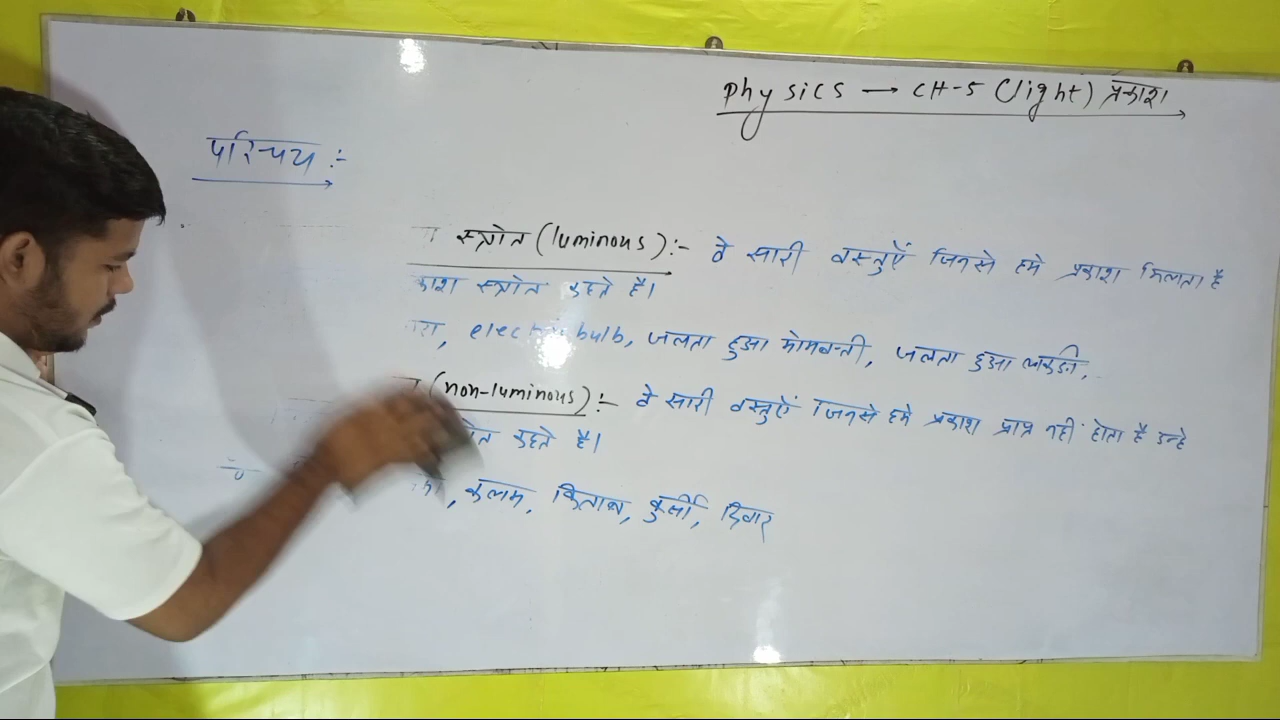 Physics → CH-5 (light) प्रकाश
परिचय :-
स्त्रोत (luminous) :- वे सारी वस्तुएँ जिनसे हमे प्रकाश मिलता है
काश स्त्रोत कहते है।
electric bulb, जलता हुआ मोमबत्ती, जलता हुआ लकड़ी,
(non-luminous) :- वे सारी वस्तुएँ जिनसे हमे प्रकाश प्राप्त नहीं होता है उन्हे
कहते है।
कलम, किताब, कुर्सी, दिवार